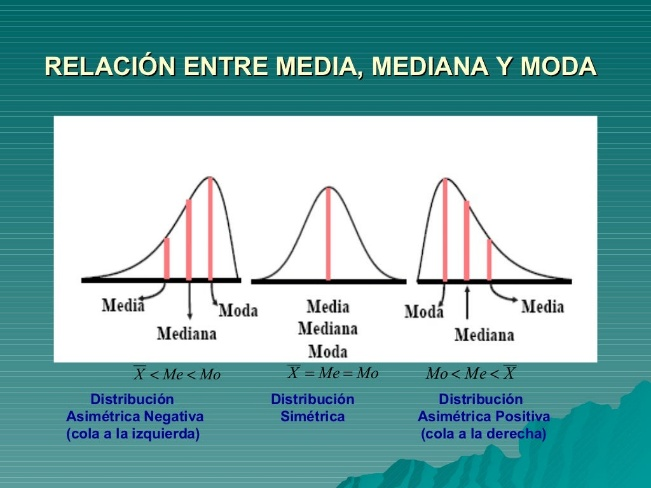 RELACIÓN ENTRE MEDIA, MEDIANA Y MODA
Media
Mediana
Moda
Media
Mediana
Moda
Moda
Mediana
Media
X̅ < Me < Mo
X̅ = Me = Mo
Mo < Me < X̅
Distribución
Asimétrica Negativa
(cola a la izquierda)
Distribución
Simétrica
Distribución
Asimétrica Positiva
(cola a la derecha)